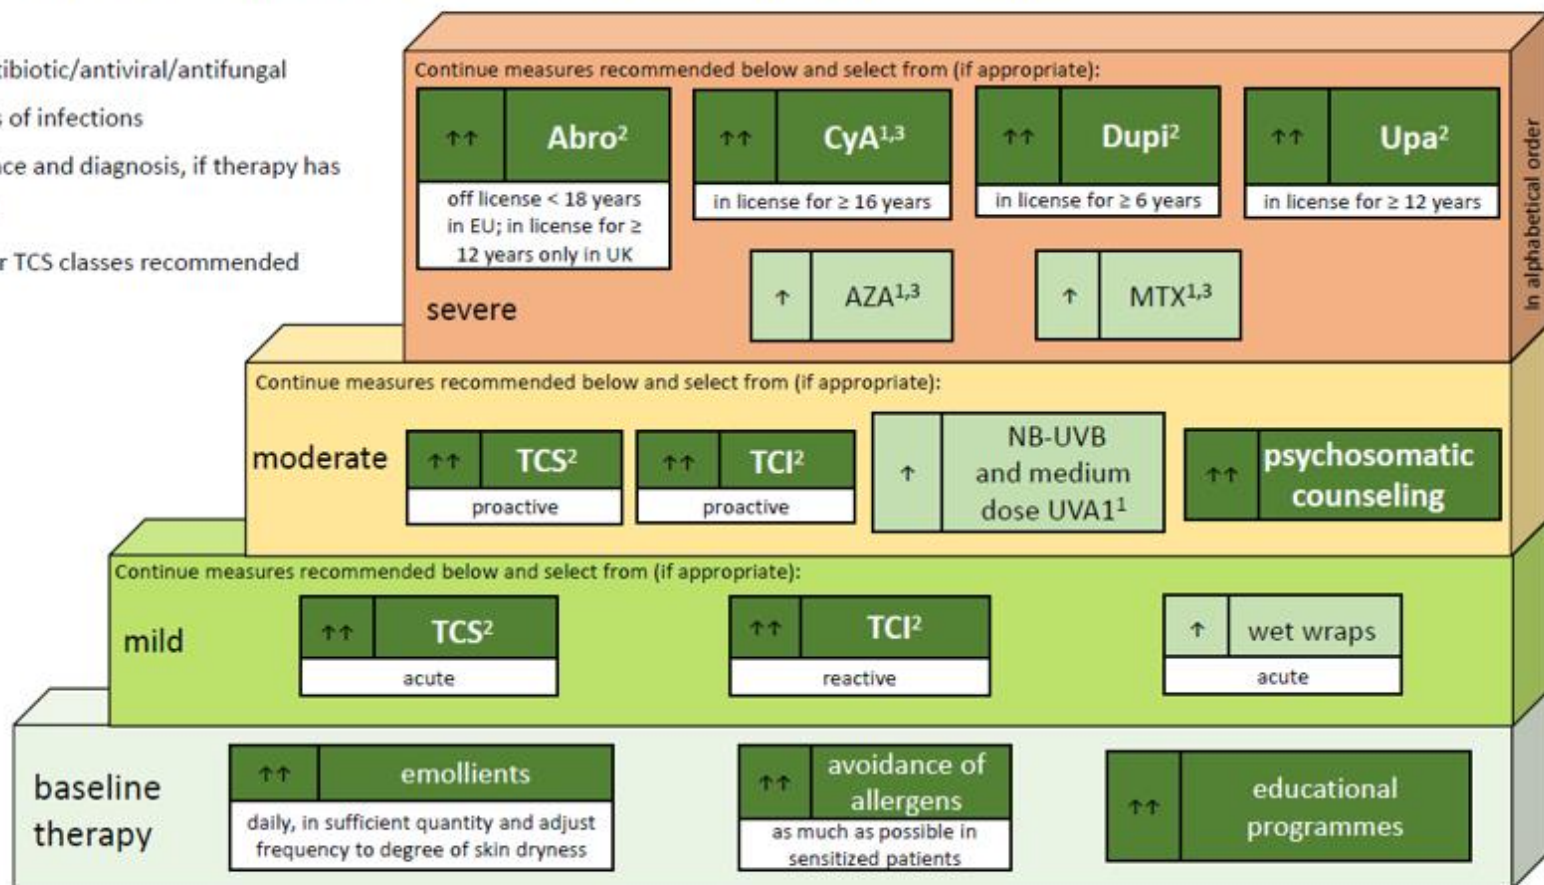 tibiotic/antiviral/antifungal
s of infections
ce and diagnosis, if therapy has
r TCS classes recommended
Continue measures recommended below and select from (if appropriate):
↑↑ Abro²
off license < 18 years
in EU; in license for ≥
12 years only in UK
↑↑ CyA¹,³
in license for ≥ 16 years
↑↑ Dupi²
in license for ≥ 6 years
↑↑ Upa²
in license for ≥ 12 years
In alphabetical order
severe
↑ AZA¹,³
↑ MTX¹,³
Continue measures recommended below and select from (if appropriate):
moderate
↑↑ TCS²
proactive
↑↑ TCI²
proactive
↑ NB-UVB
and medium
dose UVA1¹
↑↑ psychosomatic
counseling
Continue measures recommended below and select from (if appropriate):
mild
↑↑ TCS²
acute
↑↑ TCI²
reactive
↑ wet wraps
acute
baseline
therapy
↑↑ emollients
daily, in sufficient quantity and adjust
frequency to degree of skin dryness
↑↑ avoidance of
allergens
as much as possible in
sensitized patients
↑↑ educational
programmes